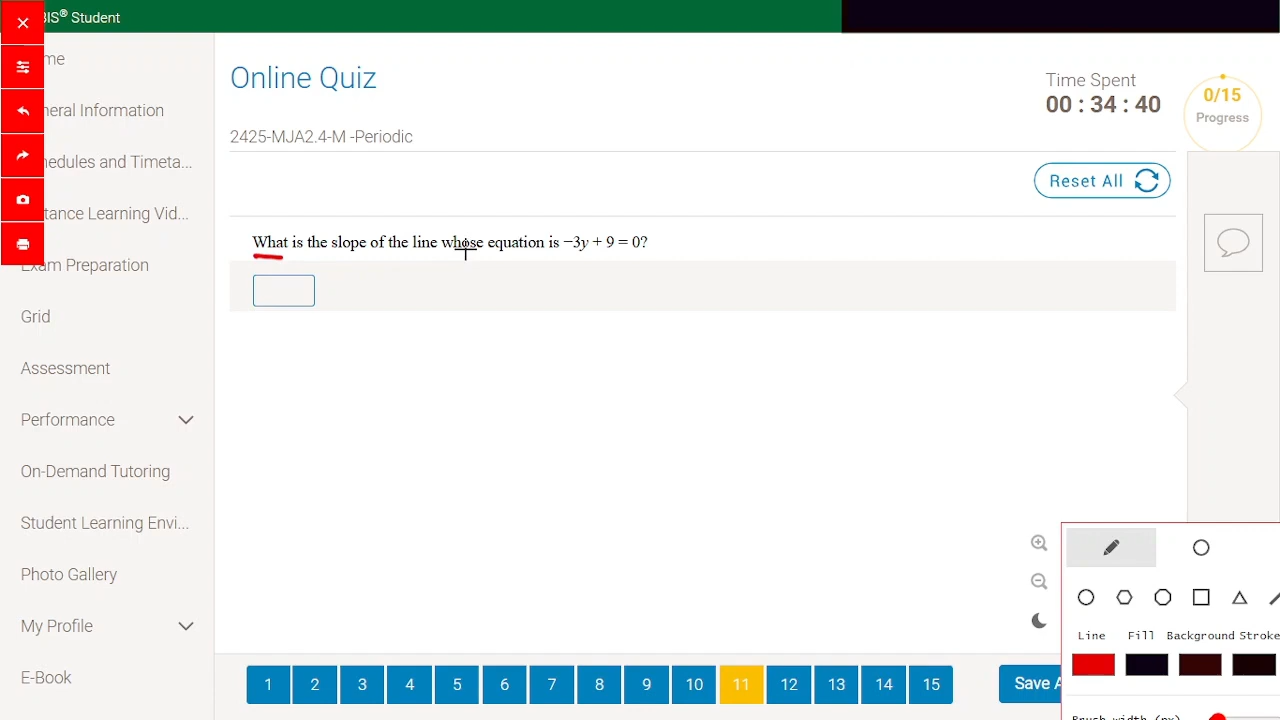 BIS® Student
me
neral Information
hedules and Timeta...
tance Learning Vid...
Exam Preparation
Grid
Assessment
Performance
On-Demand Tutoring
Student Learning Envi...
Photo Gallery
My Profile
E-Book
Online Quiz
2425-MJA2.4-M -Periodic
Time Spent
00 : 34 : 40
0/15
Progress
Reset All
What is the slope of the line whose equation is −3y + 9 = 0?
1 2 3 4 5 6 7 8 9 10 11 12 13 14 15
Save A
Line Fill Background Stroke
Brush width (px)